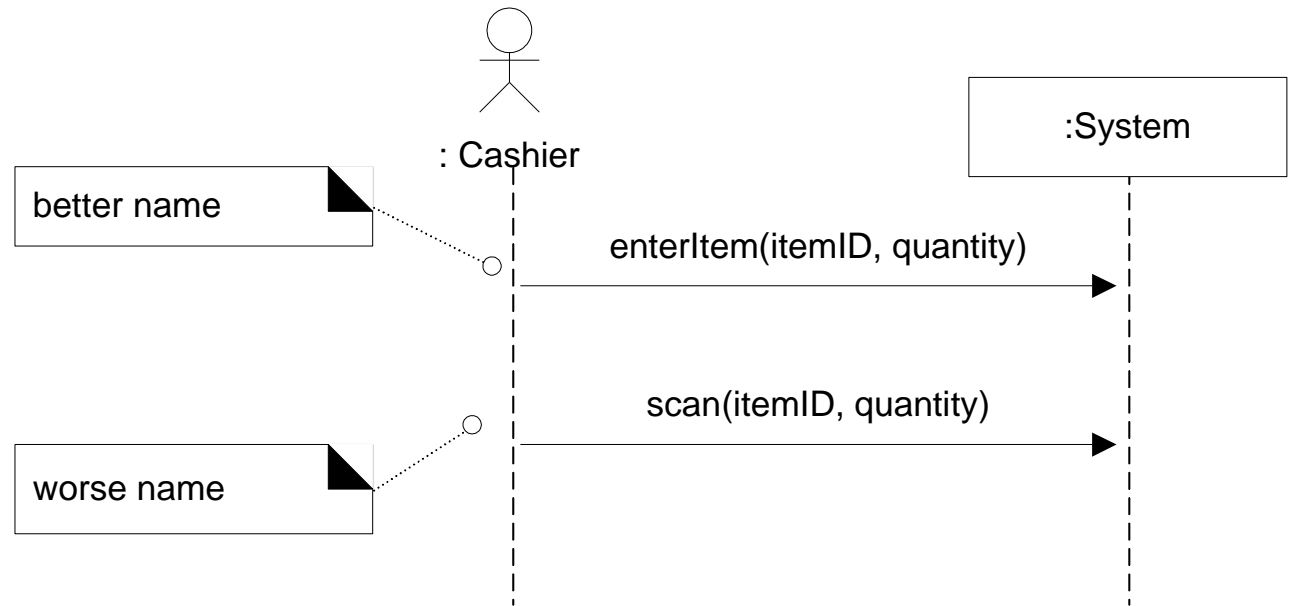 : Cashier
:System
better name
enterItem(itemID, quantity)
scan(itemID, quantity)
worse name